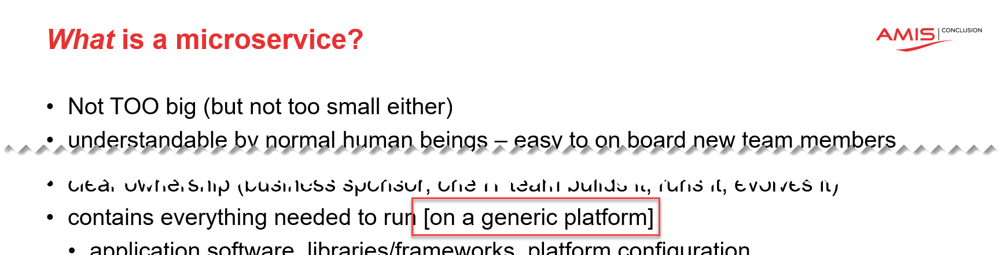 What is a microservice?
AMIS | CONCLUSION
• Not TOO big (but not too small either)
• understandable by normal human beings – easy to on board new team members
• clear ownership (business sponsor, one IT team builds it, runs it, evolves it)
• contains everything needed to run [on a generic platform]
• application software, libraries/frameworks, platform configuration